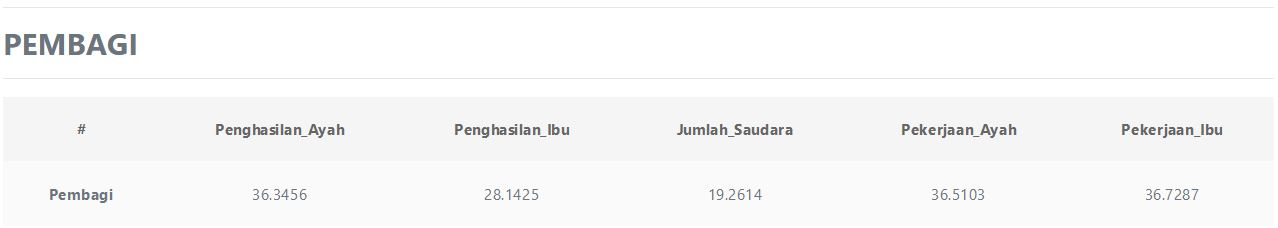 PEMBAGI
# Penghasilan_Ayah Penghasilan_Ibu Jumlah_Saudara Pekerjaan_Ayah Pekerjaan_Ibu
Pembagi 36.3456 28.1425 19.2614 36.5103 36.7287